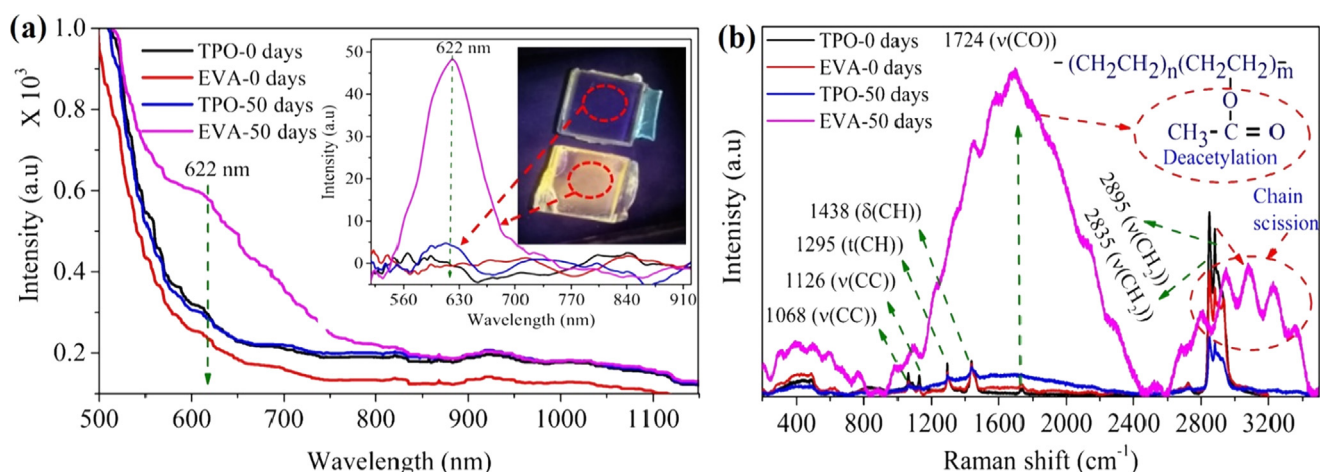 (a)
1.0
0.8
0.6
0.4
0.2
Intensity (a.u) X 10³
TPO-0 days
EVA-0 days
TPO-50 days
EVA-50 days
622 nm
500 600 700 800 900 1000 1100
Wavelength (nm)
50
40
30
20
10
0
Intensity (a.u)
622 nm
560 630 700 770 840 910
Wavelength (nm)
(b)
TPO-0 days
EVA-0 days
TPO-50 days
EVA-50 days
1724 (ν(CO))
- (CH2CH2)n(CH2CH2)m-
O
CH3- C = O
Deacetylation
Chain
scission
1438 (δ(CH))
1295 (t(CH))
1126 (ν(CC))
1068 (ν(CC))
2895 (ν(CH2))
2835 (ν(CH2))
Intenisty (a.u)
400 800 1200 1600 2000 2400 2800 3200
Raman shift (cm-1)